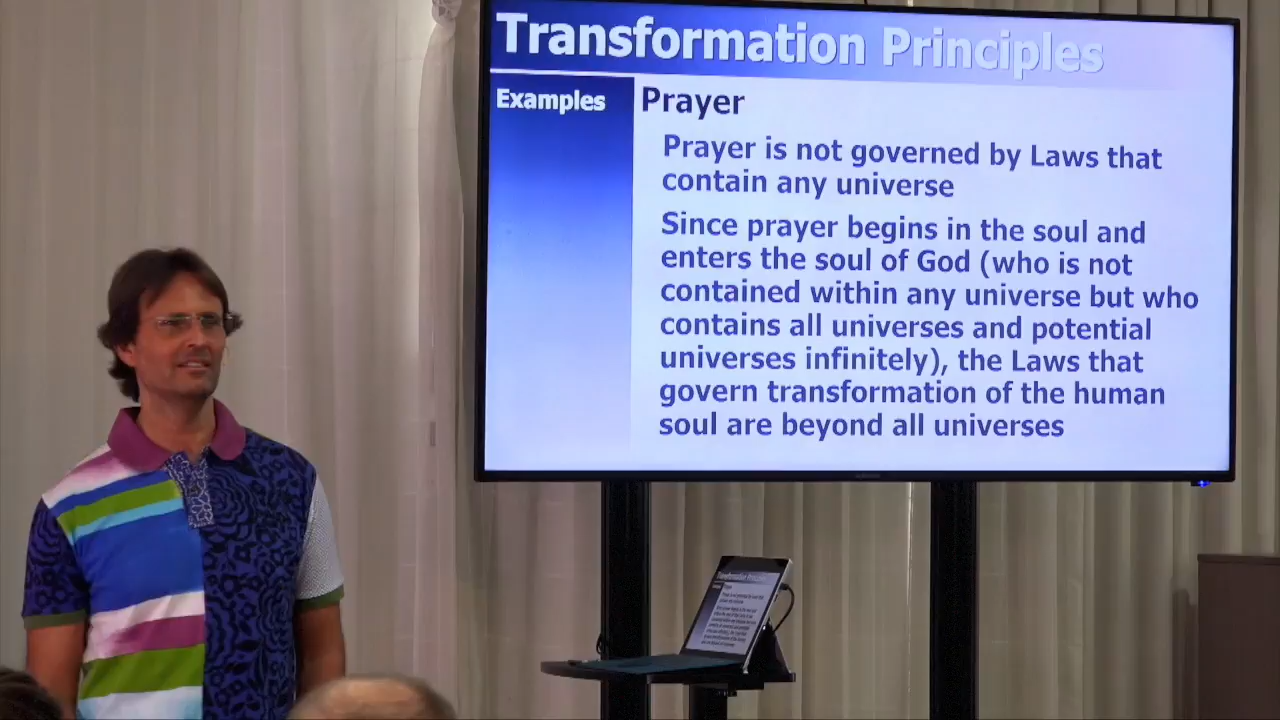 Transformation Principles
Examples
Prayer
Prayer is not governed by Laws that
contain any universe
Since prayer begins in the soul and
enters the soul of God (who is not
contained within any universe but who
contains all universes and potential
universes infinitely), the Laws that
govern transformation of the human
soul are beyond all universes